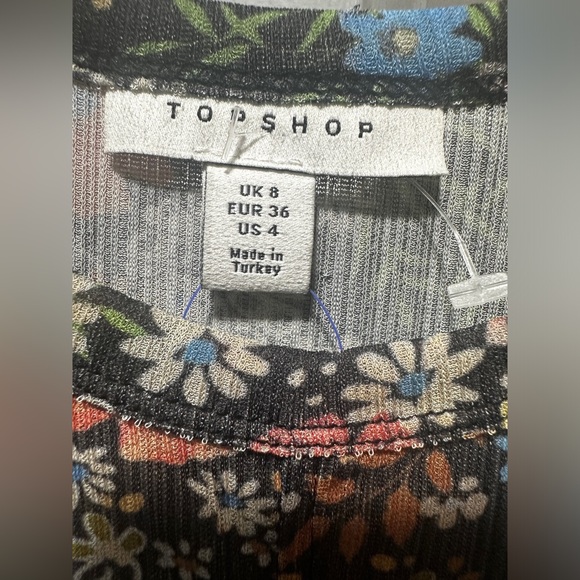 TOPSHOP
UK 8
EUR 36
US 4
Made in
Turkey